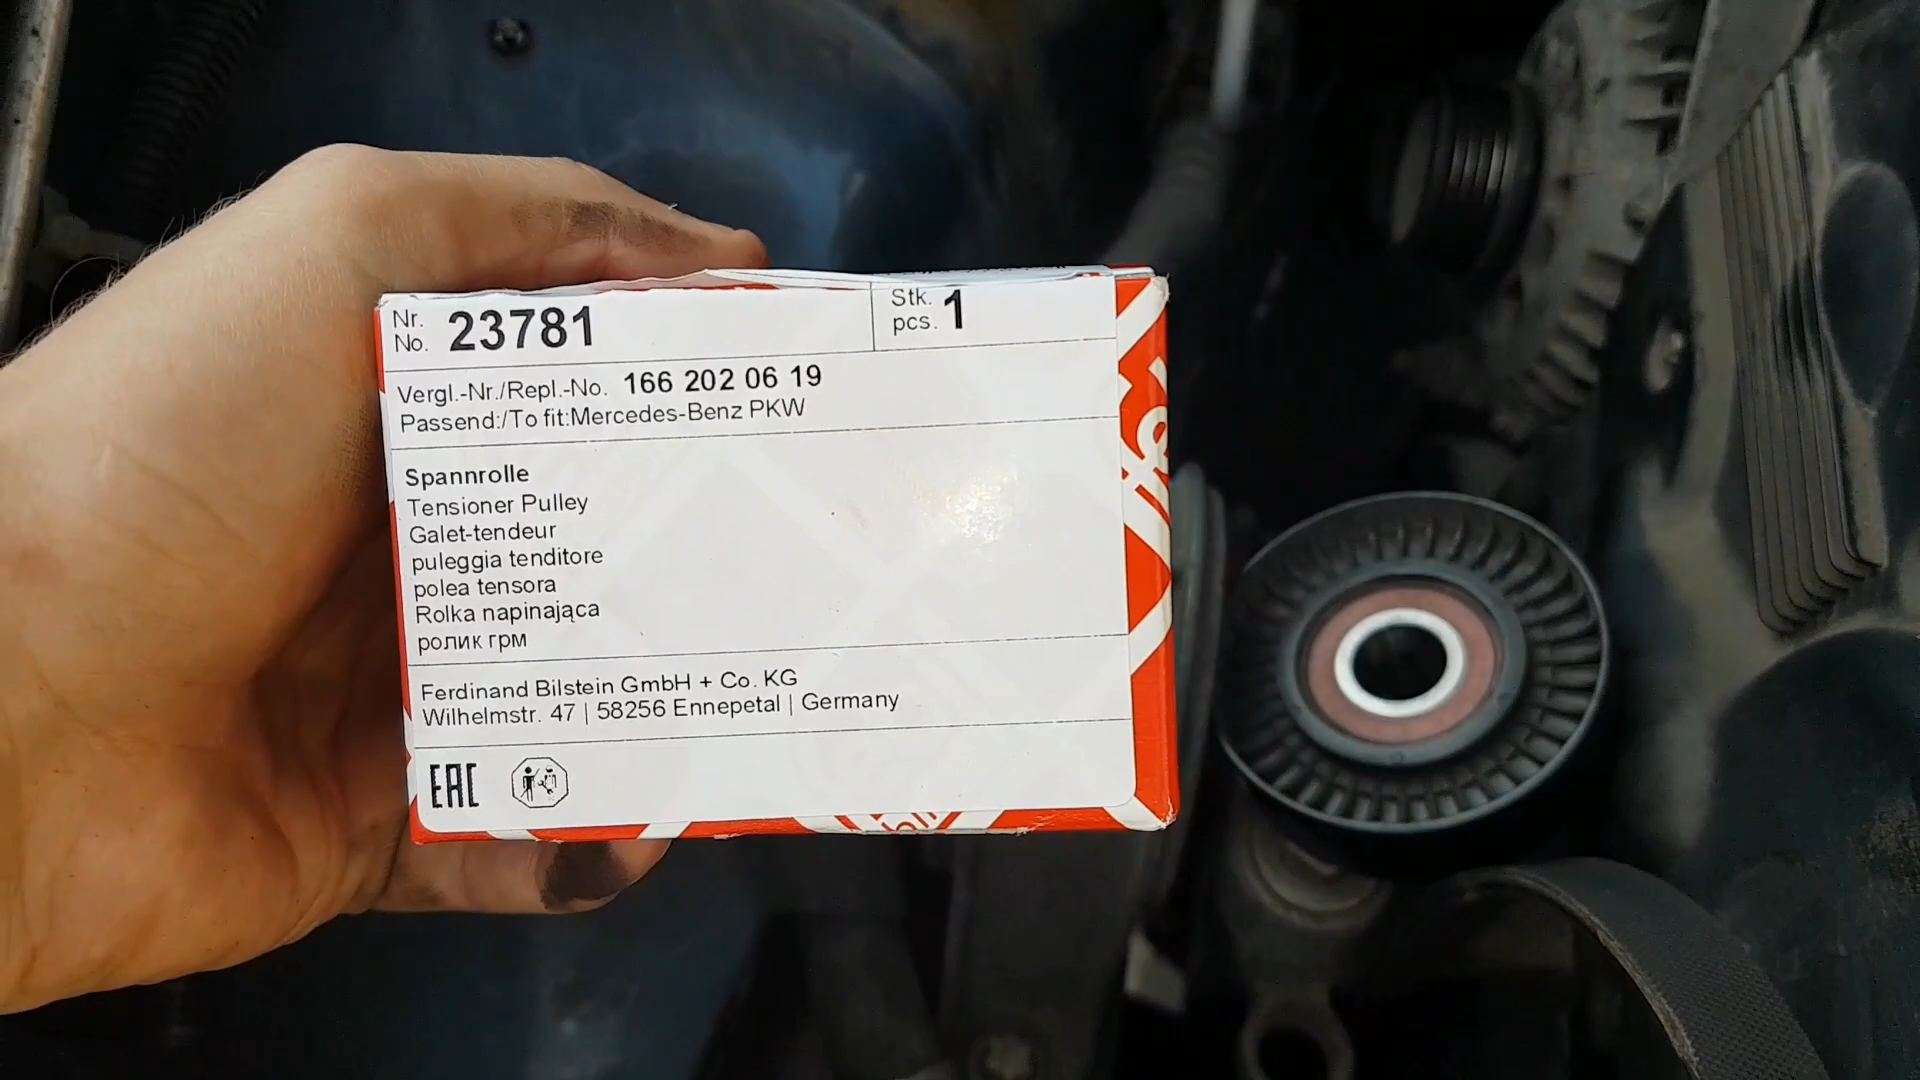 Nr.
No. 23781
Stk.
pcs. 1
Vergl.-Nr./Repl.-No. 166 202 06 19
Passend:/To fit:Mercedes-Benz PKW
Spannrolle
Tensioner Pulley
Galet-tendeur
puleggia tenditore
polea tensora
Rolka napinająca
ролик грм
Ferdinand Bilstein GmbH + Co. KG
Wilhelmstr. 47 | 58256 Ennepetal | Germany
EAC